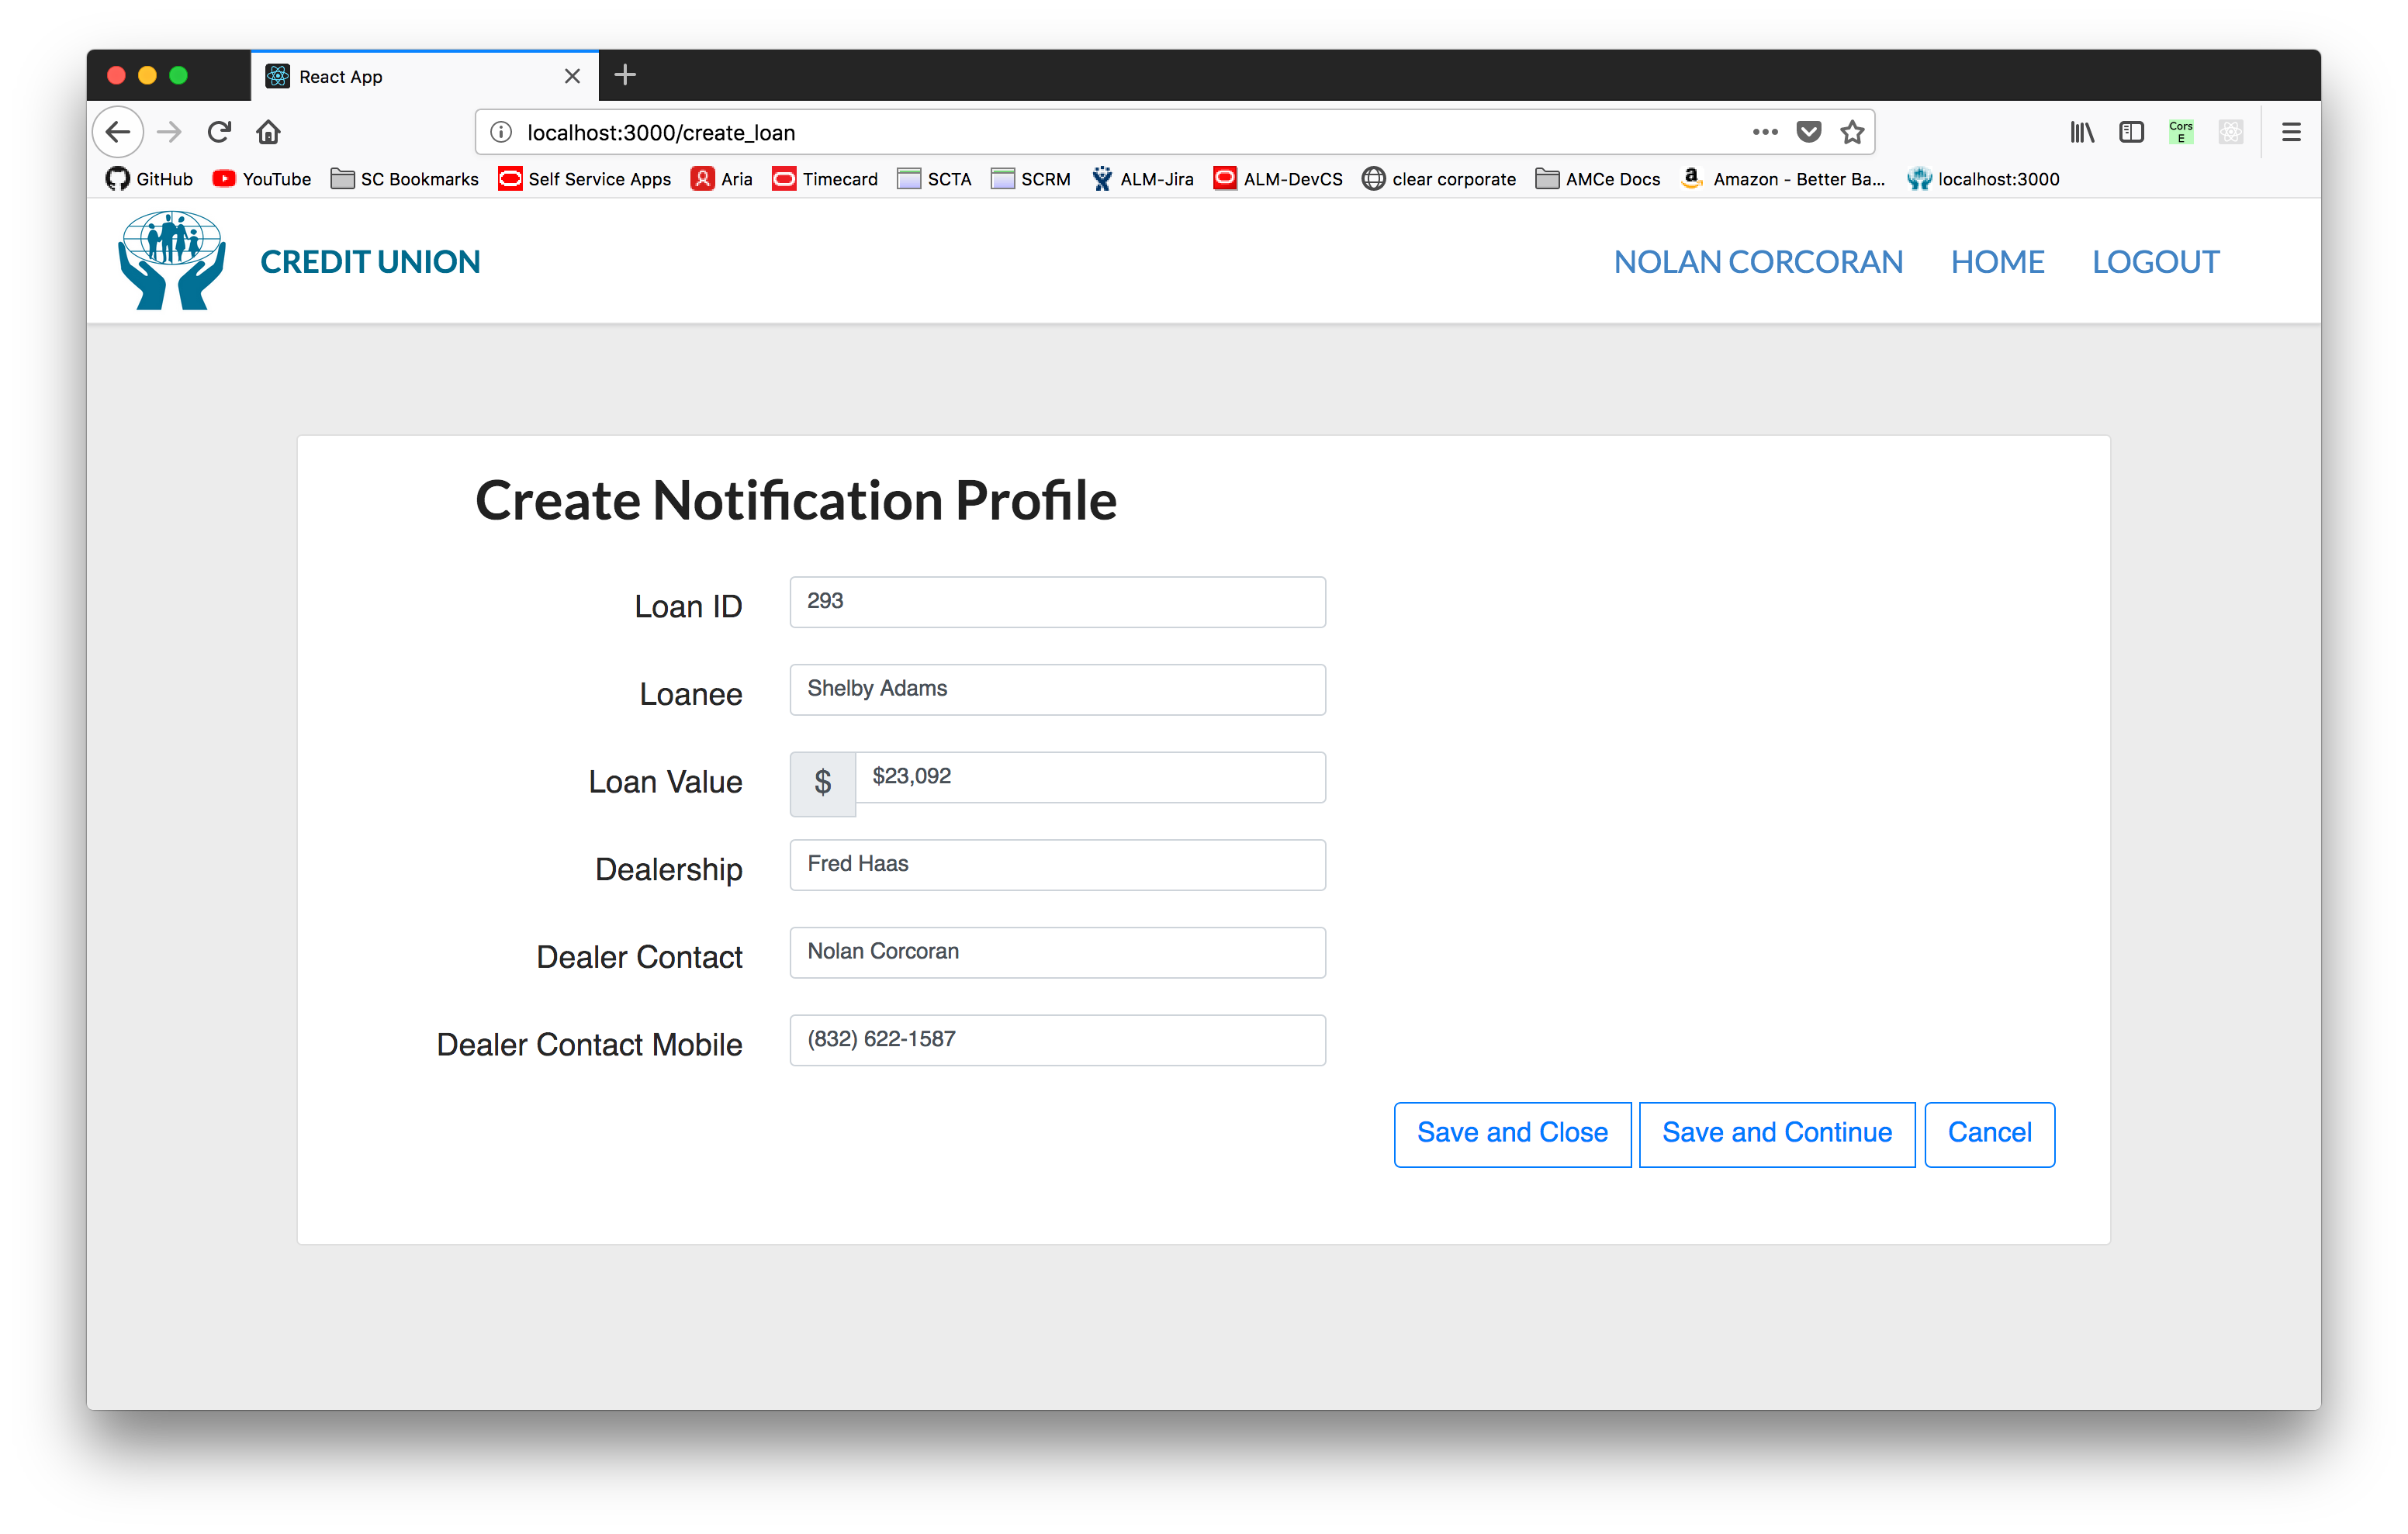 React App
localhost:3000/create_loan
Cors
E
GitHub YouTube SC Bookmarks Self Service Apps Aria Timecard SCTA SCRM ALM-Jira ALM-DevCS clear corporate AMCe Docs Amazon - Better Ba... localhost:3000
CREDIT UNION NOLAN CORCORAN HOME LOGOUT
Create Notification Profile
Loan ID 293
Loanee Shelby Adams
Loan Value $ $23,092
Dealership Fred Haas
Dealer Contact Nolan Corcoran
Dealer Contact Mobile (832) 622-1587
Save and Close Save and Continue Cancel